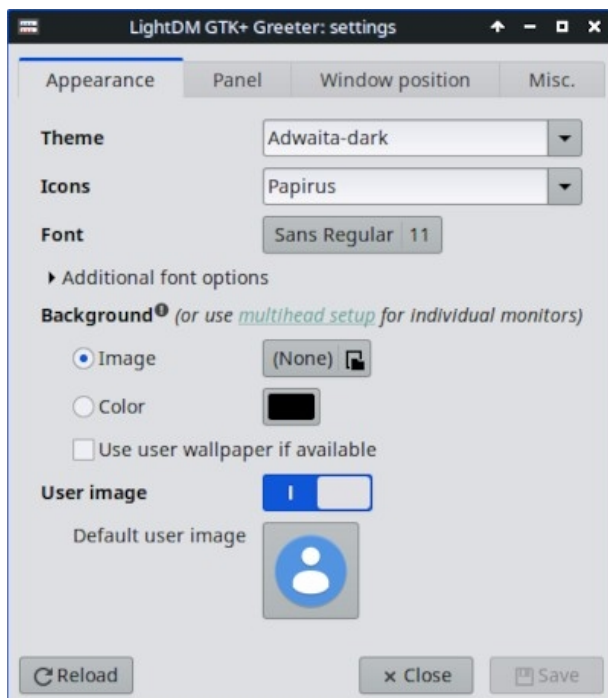 LightDM GTK+ Greeter: settings
Appearance Panel Window position Misc.
Theme Adwaita-dark
Icons Papirus
Font Sans Regular 11
Additional font options
Background (or use multihead setup for individual monitors)
Image (None)
Color
Use user wallpaper if available
User image
Default user image
Reload Close Save